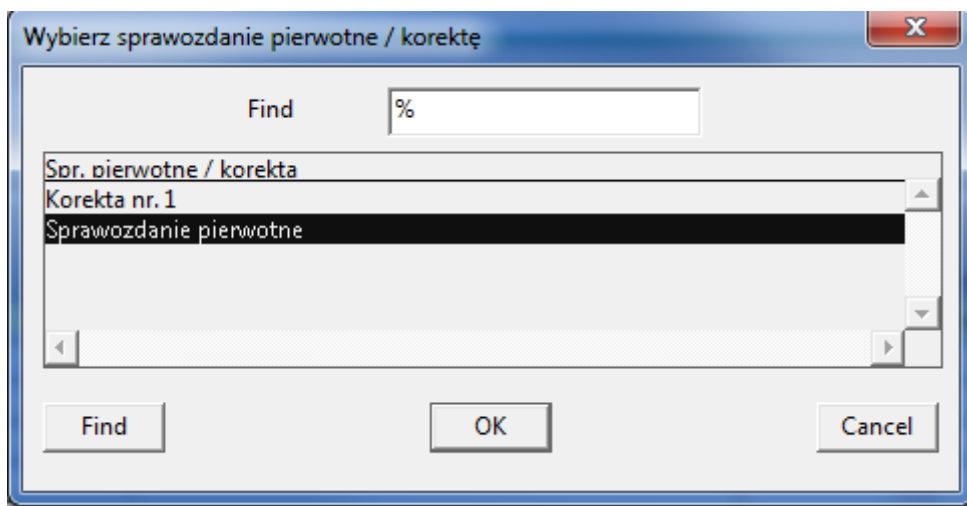 Wybierz sprawozdanie pierwotne / korektę
Find %
Spr. pierwotne / korekta
Korekta nr. 1
Sprawozdanie pierwotne
Find OK Cancel